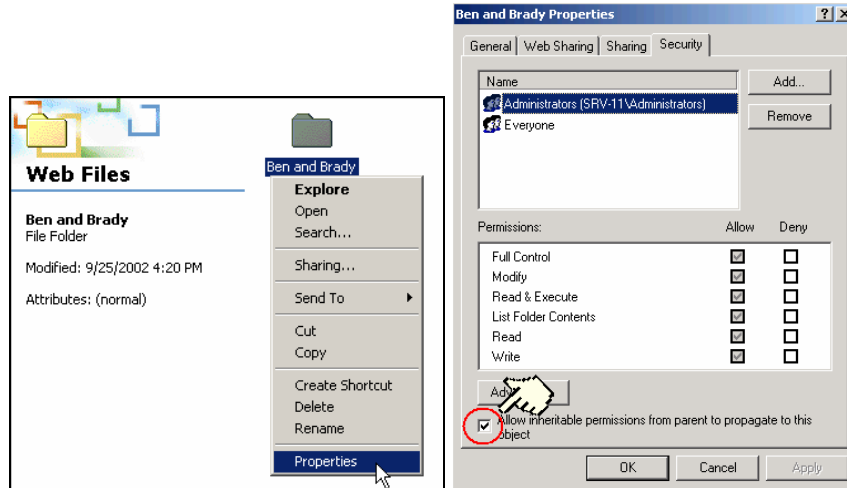 Web Files
Ben and Brady
File Folder
Modified: 9/25/2002 4:20 PM
Attributes: (normal)
Ben and Brady
Explore
Open
Search...
Sharing...
Send To
Cut
Copy
Create Shortcut
Delete
Rename
Properties
Ben and Brady Properties
General
Web Sharing
Sharing
Security
Name
Add...
Administrators (SRV-11\Administrators)
Remove
Everyone
Permissions:
Allow
Deny
Full Control
Modify
Read & Execute
List Folder Contents
Read
Write
Allow inheritable permissions from parent to propagate to this
object
OK
Cancel
Apply